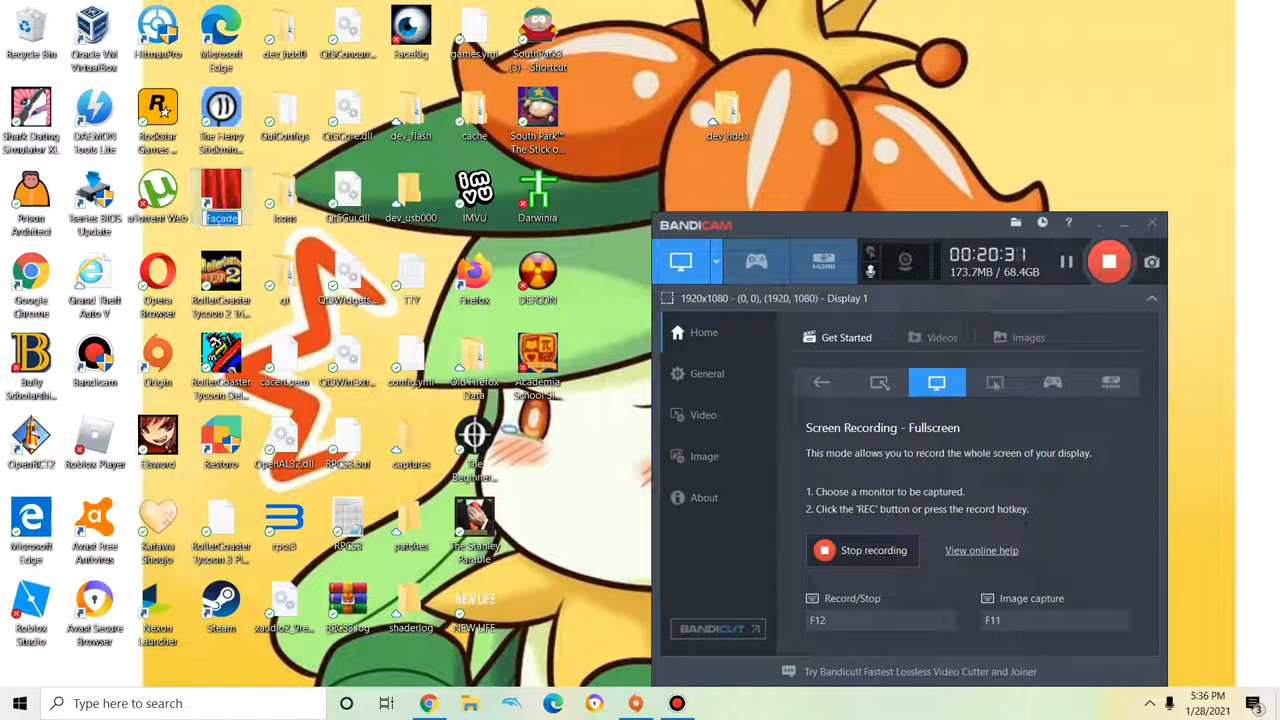 Recycle Bin
Oracle VM
VirtualBox
HitmanPro
Microsoft
Edge
dev_hdd0
Qt5Concurr...
FaceRig
games.yml
SouthPark3
(3) - Shortcut
Shark Dating
Simulator XL
DAEMON
Tools Lite
Rockstar
Games ...
The Henry
Stickmin...
GuiConfigs
Qt5Core.dll
dev_flash
cache
South Park™
The Stick o...
dev_hdd1
Prison
Architect
Tseries BIOS
Update
uTorrent Web
Façade
Icons
Qt5Gui.dll
dev_usb000
IMVU
Darwinia
Google
Chrome
Grand Theft
Auto V
Opera
Browser
RollerCoaster
Tycoon 2 Tri...
qt
Qt5Widgets...
TTY
Firefox
DEFCON
Bully
Scholarshi...
Bandicam
Origin
RollerCoaster
Tycoon Del...
cacert.pem
Qt5WinExtr...
config.yml
Old Firefox
Data
Academia
School Si...
OpenRCT2
Roblox Player
Elsword
Restoro
OpenAL32.dll
RPCS3.buf
captures
The
Beginner...
Microsoft
Edge
Avast Free
Antivirus
Katawa
Shoujo
RollerCoaster
Tycoon 3 Pl...
rpcs3
RPCS3
patches
The Stanley
Parable
Roblox
Studio
Avast Secure
Browser
Nexon
Launcher
Steam
xaudio2_9re...
RPCS3.log
shaderlog
NEW LIFE
NEW LIFE
BANDICAM
HDMI
00:20:31
173.7MB / 68.4GB
1920x1080 - (0, 0), (1920, 1080) - Display 1
Home
General
Video
Image
About
Get Started
Videos
Images
Screen Recording - Fullscreen
This mode allows you to record the whole screen of your display.
1. Choose a monitor to be captured.
2. Click the 'REC' button or press the record hotkey.
Stop recording
View online help
Record/Stop
Image capture
F12
F11
BANDICUT
Try Bandicut! Fastest Lossless Video Cutter and Joiner
Type here to search
5:36 PM
1/28/2021
3